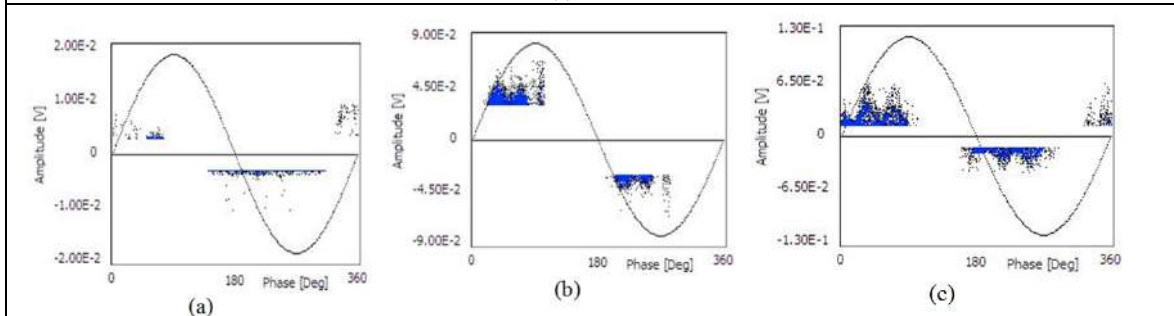 2.00E-2
1.00E-2
0
-1.00E-2
-2.00E-2
Amplitude [V]
0
180
360
Phase [Deg]
(a)
9.00E-2
4.50E-2
0
-4.50E-2
-9.00E-2
Amplitude [V]
0
180
360
Phase [Deg]
(b)
1.30E-1
6.50E-2
0
-6.50E-2
-1.30E-1
Amplitude [V]
0
180
360
Phase [Deg]
(c)